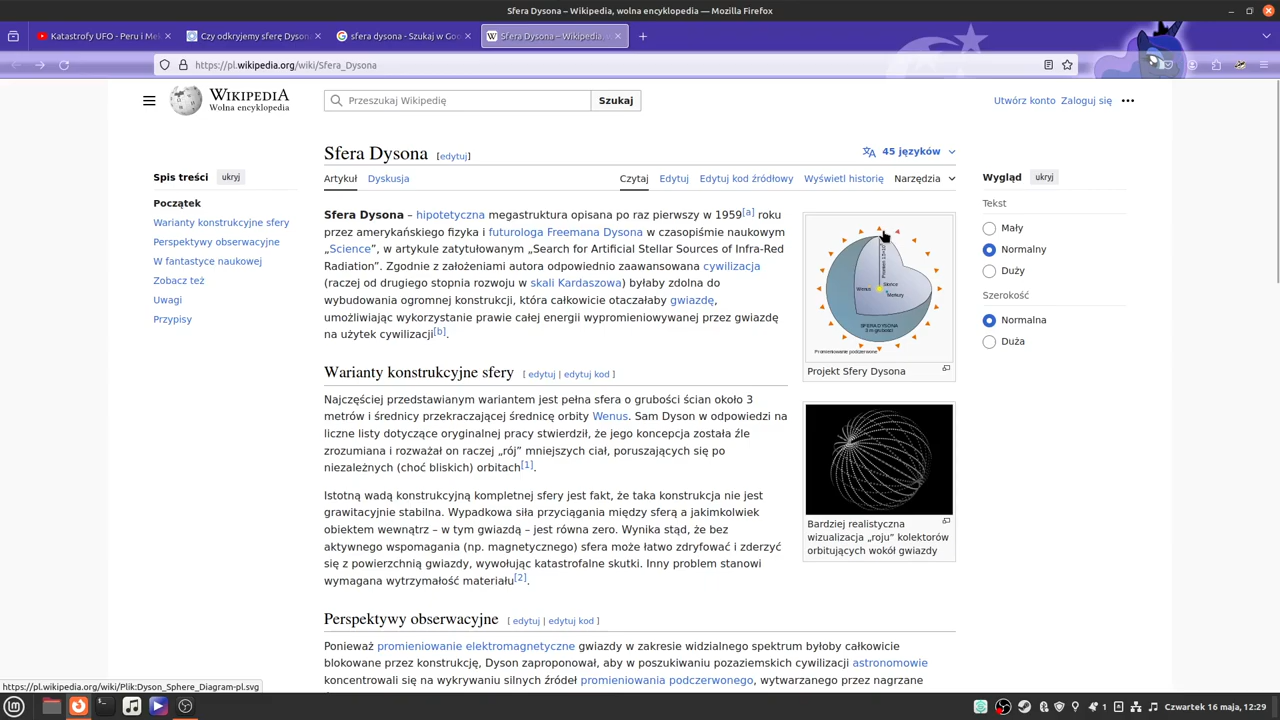 Sfera Dysona – Wikipedia, wolna encyklopedia — Mozilla Firefox
Katastrofy UFO - Peru i Mek
Czy odkryjemy sferę Dyson
sfera dysona - Szukaj w Goo
Sfera Dysona – Wikipedia, w
https://pl.wikipedia.org/wiki/Sfera_Dysona
WIKIPEDIA
Wolna encyklopedia
Przeszukaj Wikipedię
Szukaj
Utwórz konto Zaloguj się
Sfera Dysona [edytuj]
45 języków
Spis treści ukryj
Początek
Warianty konstrukcyjne sfery
Perspektywy obserwacyjne
W fantastyce naukowej
Zobacz też
Uwagi
Przypisy
Artykuł Dyskusja
Czytaj Edytuj Edytuj kod źródłowy Wyświetl historię Narzędzia
Sfera Dysona – hipotetyczna megastruktura opisana po raz pierwszy w 1959[a] roku
przez amerykańskiego fizyka i futurologa Freemana Dysona w czasopiśmie naukowym
„Science”, w artykule zatytułowanym „Search for Artificial Stellar Sources of Infra-Red
Radiation”. Zgodnie z założeniami autora odpowiednio zaawansowana cywilizacja
(raczej od drugiego stopnia rozwoju w skali Kardaszowa) byłaby zdolna do
wybudowania ogromnej konstrukcji, która całkowicie otaczałaby gwiazdę,
umożliwiając wykorzystanie prawie całej energii wypromieniowywanej przez gwiazdę
na użytek cywilizacji[b].
Warianty konstrukcyjne sfery [ edytuj | edytuj kod ]
Najczęściej przedstawianym wariantem jest pełna sfera o grubości ścian około 3
metrów i średnicy przekraczającej średnicę orbity Wenus. Sam Dyson w odpowiedzi na
liczne listy dotyczące oryginalnej pracy stwierdził, że jego koncepcja została źle
zrozumiana i rozważał on raczej „rój” mniejszych ciał, poruszających się po
niezależnych (choć bliskich) orbitach[1].
Istotną wadą konstrukcyjną kompletnej sfery jest fakt, że taka konstrukcja nie jest
grawitacyjnie stabilna. Wypadkowa siła przyciągania między sferą a jakimkolwiek
obiektem wewnątrz – w tym gwiazdą – jest równa zero. Wynika stąd, że bez
aktywnego wspomagania (np. magnetycznego) sfera może łatwo zdryfować i zderzyć
się z powierzchnią gwiazdy, wywołując katastrofalne skutki. Inny problem stanowi
wymagana wytrzymałość materiału[2].
Perspektywy obserwacyjne [ edytuj | edytuj kod ]
Ponieważ promieniowanie elektromagnetyczne gwiazdy w zakresie widzialnego spektrum byłoby całkowicie
blokowane przez konstrukcję, Dyson zaproponował, aby w poszukiwaniu pozaziemskich cywilizacji astronomowie
koncentrowali się na wykrywaniu silnych źródeł promieniowania podczerwonego, wytwarzanego przez nagrzane
Słońce
Wenus
Merkury
SFERA DYSONA
3 m grubości
Promieniowanie podczerwone
Projekt Sfery Dysona
Bardziej realistyczna
wizualizacja „roju” kolektorów
orbitujących wokół gwiazdy
Wygląd ukryj
Tekst
Mały
Normalny
Duży
Szerokość
Normalna
Duża
https://pl.wikipedia.org/wiki/Plik:Dyson_Sphere_Diagram-pl.svg
1
Czwartek 16 maja, 12:29